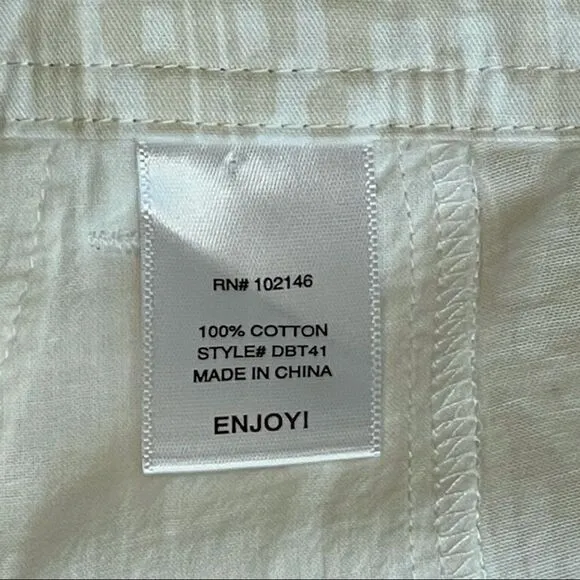 RN# 102146
100% COTTON
STYLE# DBT41
MADE IN CHINA
ENJOY!